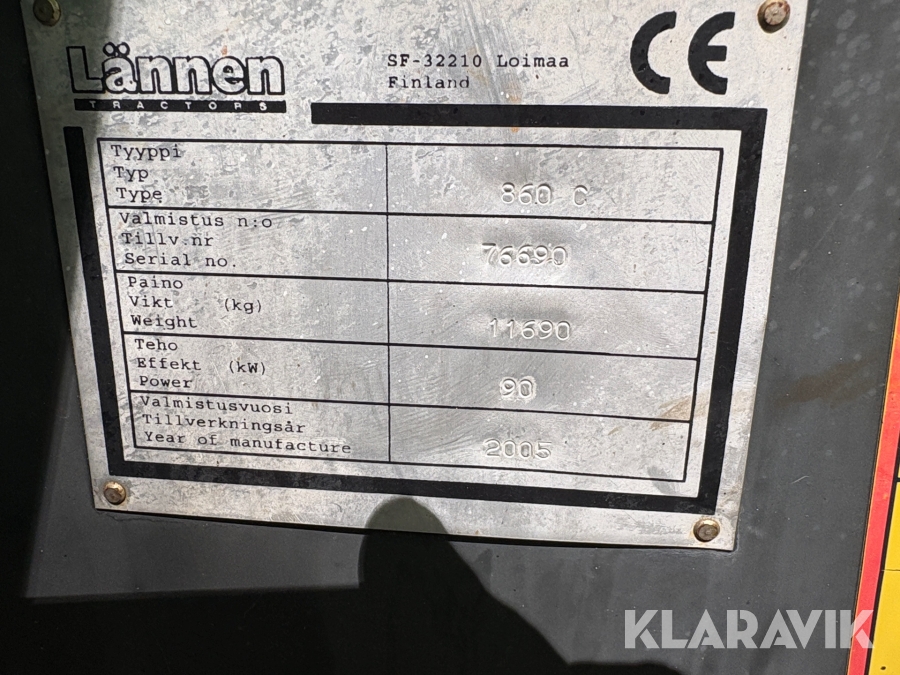 Lännen
TRACTORS
SF-32210 Loimaa
Finland
CE
Tyyppi
Typ
Type
860 C
Valmistus n:o
Tillv.nr
Serial no.
76690
Paino
Vikt (kg)
Weight
11690
Teho
Effekt (kW)
Power
90
Valmistusvuosi
Tillverkningsår
Year of manufacture
2005
KLARAVIK